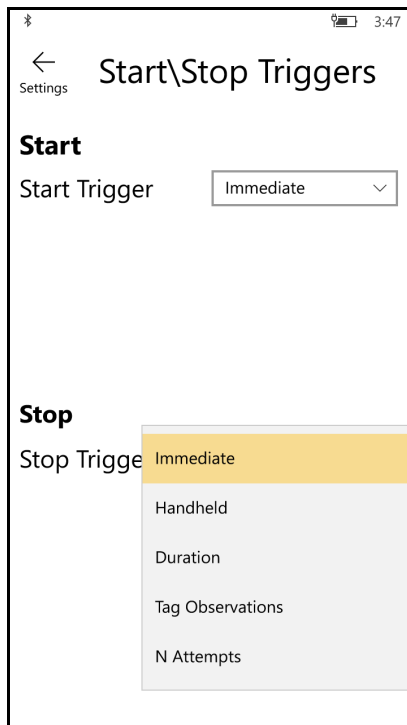 3:47
Settings
Start\Stop Triggers
Start
Start Trigger
Immediate
Stop
Stop Trigge
Immediate
Handheld
Duration
Tag Observations
N Attempts